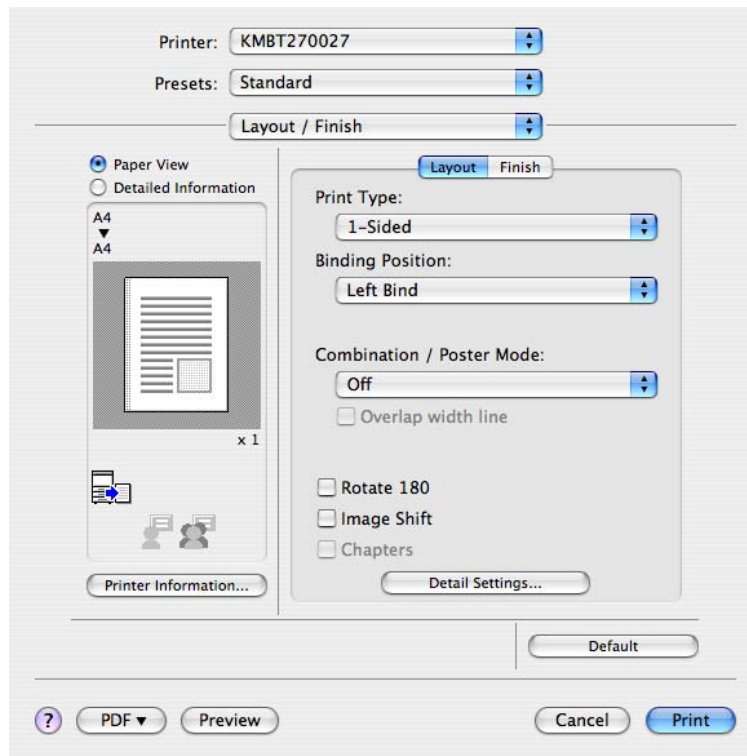 Printer: KMBT270027
Presets: Standard
Layout / Finish
Paper View
Detailed Information
A4
▼
A4
x 1
Printer Information...
Layout Finish
Print Type:
1-Sided
Binding Position:
Left Bind
Combination / Poster Mode:
Off
Overlap width line
Rotate 180
Image Shift
Chapters
Detail Settings...
Default
? PDF ▼ Preview Cancel Print